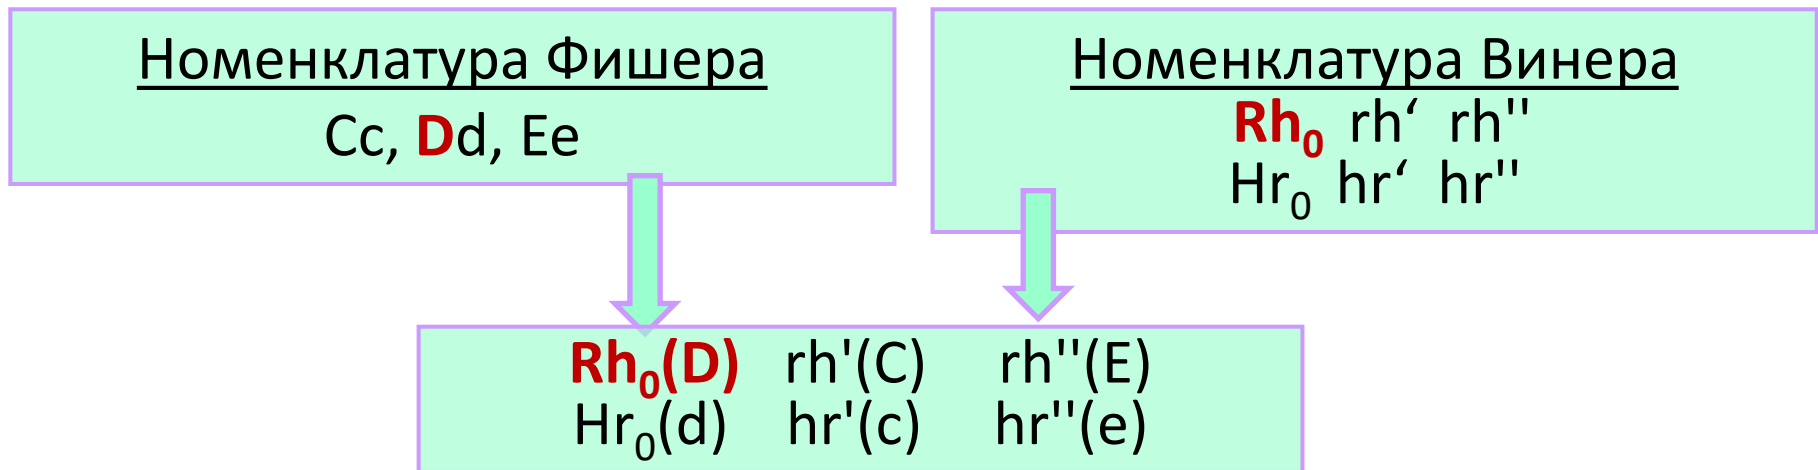 Номенклатура Фишера
Cc, Dd, Ee
Номенклатура Винера
Rh₀ rh‘ rh"
Hr₀ hr‘ hr"
Rh₀(D) rh'(C) rh"(E)
Hr₀(d) hr'(c) hr"(e)